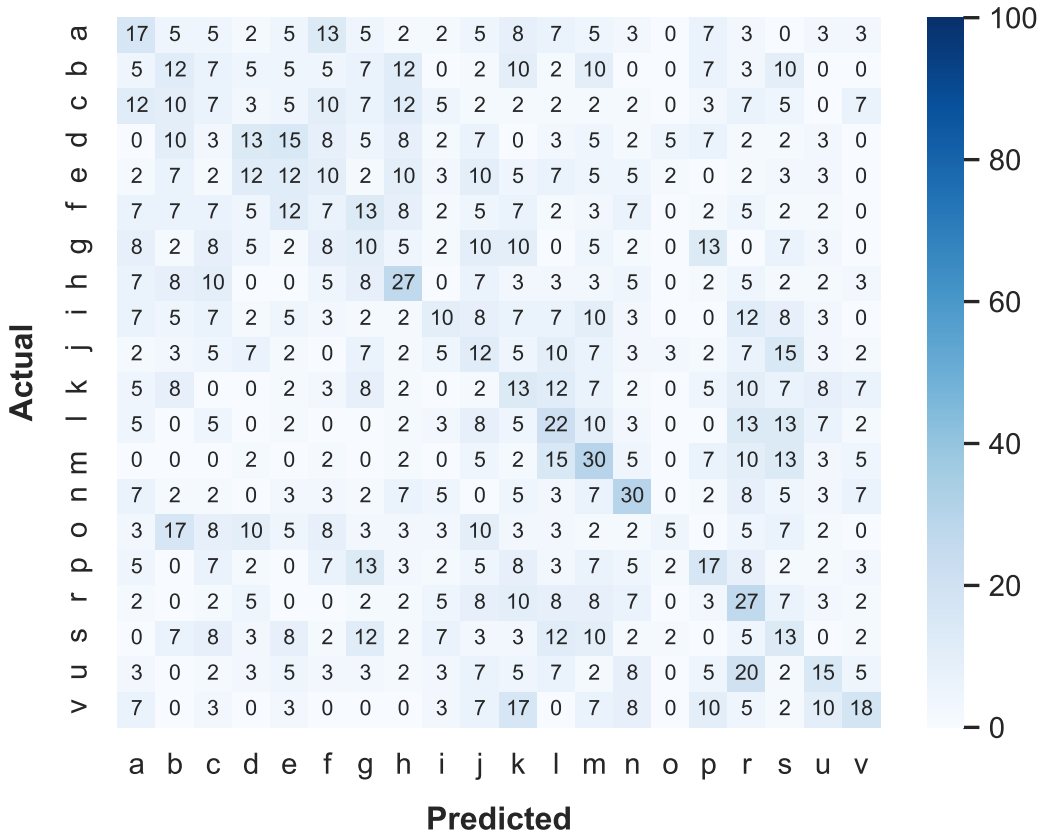 a 17 5 5 2 5 13 5 2 2 5 8 7 5 3 0 7 3 0 3 3
b 5 12 7 5 5 5 7 12 0 2 10 2 10 0 0 7 3 10 0 0
c 12 10 7 3 5 10 7 12 5 2 2 2 2 2 0 3 7 5 0 7
d 0 10 3 13 15 8 5 8 2 7 0 3 5 2 5 7 2 2 3 0
e 2 7 2 12 12 10 2 10 3 10 5 7 5 5 2 0 2 3 3 0
f 7 7 7 5 12 7 13 8 2 5 7 2 3 7 0 2 5 2 2 0
g 8 2 8 5 2 8 10 5 2 10 10 0 5 2 0 13 0 7 3 0
h 7 8 10 0 0 5 8 27 0 7 3 3 3 5 0 2 5 2 2 3
i 7 5 7 2 5 3 2 2 10 8 7 7 10 3 0 0 12 8 3 0
j 2 3 5 7 2 0 7 2 5 12 5 10 7 3 3 2 7 15 3 2
k 5 8 0 0 2 3 8 2 0 2 13 12 7 2 0 5 10 7 8 7
l 5 0 5 0 2 0 0 2 3 8 5 22 10 3 0 0 13 13 7 2
m 0 0 0 2 0 2 0 2 0 5 2 15 30 5 0 7 10 13 3 5
n 7 2 2 0 3 3 2 7 5 0 5 3 7 30 0 2 8 5 3 7
o 3 17 8 10 5 8 3 3 3 10 3 3 2 2 5 0 5 7 2 0
p 5 0 7 2 0 7 13 3 2 5 8 3 7 5 2 17 8 2 2 3
r 2 0 2 5 0 0 2 2 5 8 10 8 8 7 0 3 27 7 3 2
s 0 7 8 3 8 2 12 2 7 3 3 12 10 2 2 0 5 13 0 2
u 3 0 2 3 5 3 3 2 3 7 5 7 2 8 0 5 20 2 15 5
v 7 0 3 0 3 0 0 0 3 7 17 0 7 8 0 10 5 2 10 18
a b c d e f g h i j k l m n o p r s u v
Actual
Predicted
100
80
60
40
20
0